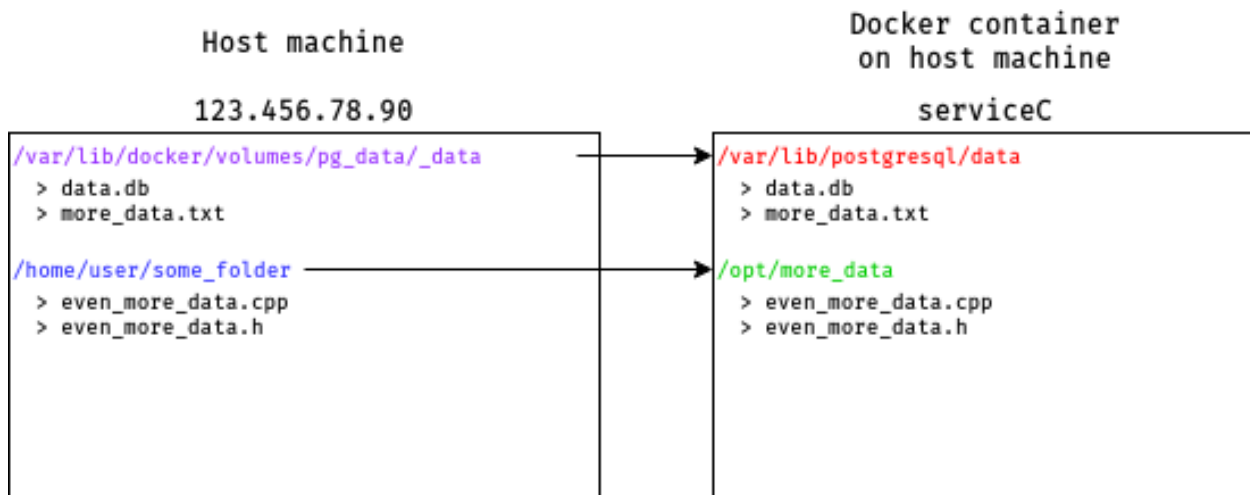 Host machine
123.456.78.90
/var/lib/docker/volumes/pg_data/_data
> data.db
> more_data.txt
/home/user/some_folder
> even_more_data.cpp
> even_more_data.h
Docker container
on host machine
serviceC
/var/lib/postgresql/data
> data.db
> more_data.txt
/opt/more_data
> even_more_data.cpp
> even_more_data.h